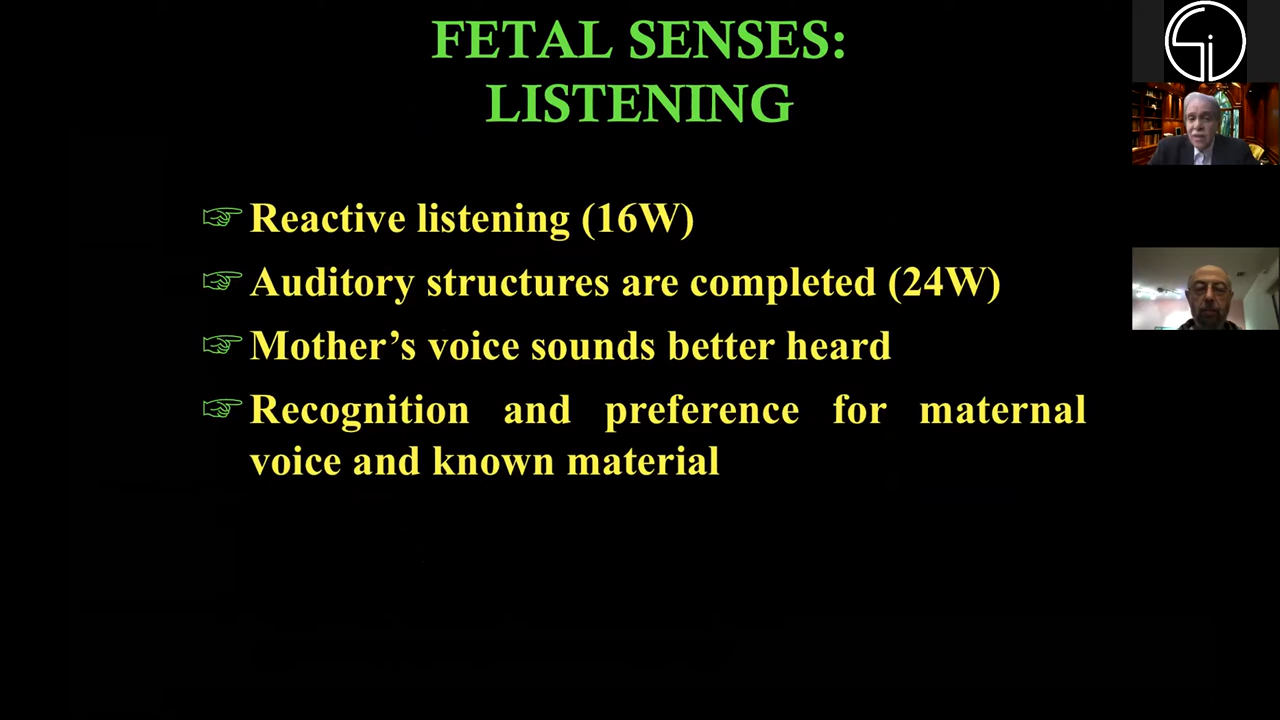 FETAL SENSES:
LISTENING
☞ Reactive listening (16W)
☞ Auditory structures are completed (24W)
☞ Mother’s voice sounds better heard
☞ Recognition and preference for maternal
voice and known material